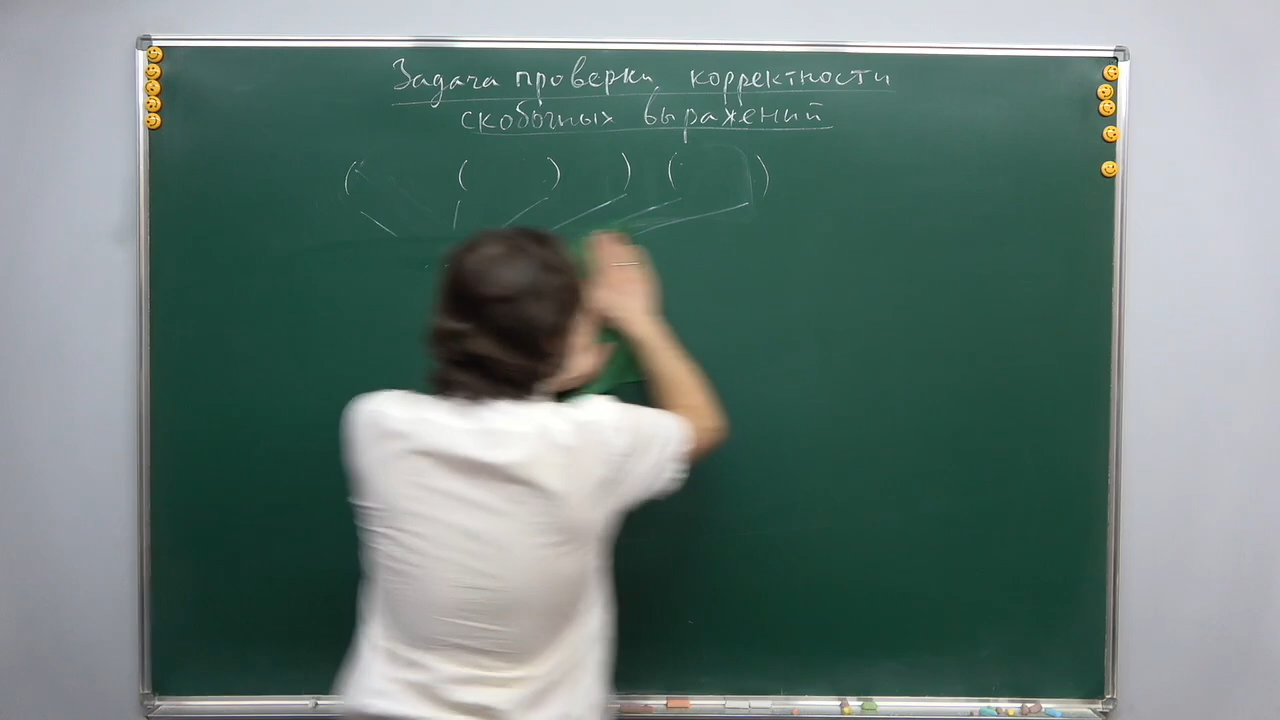 Задача проверки корректности
скобочных выражений
( ( ) ) ( )